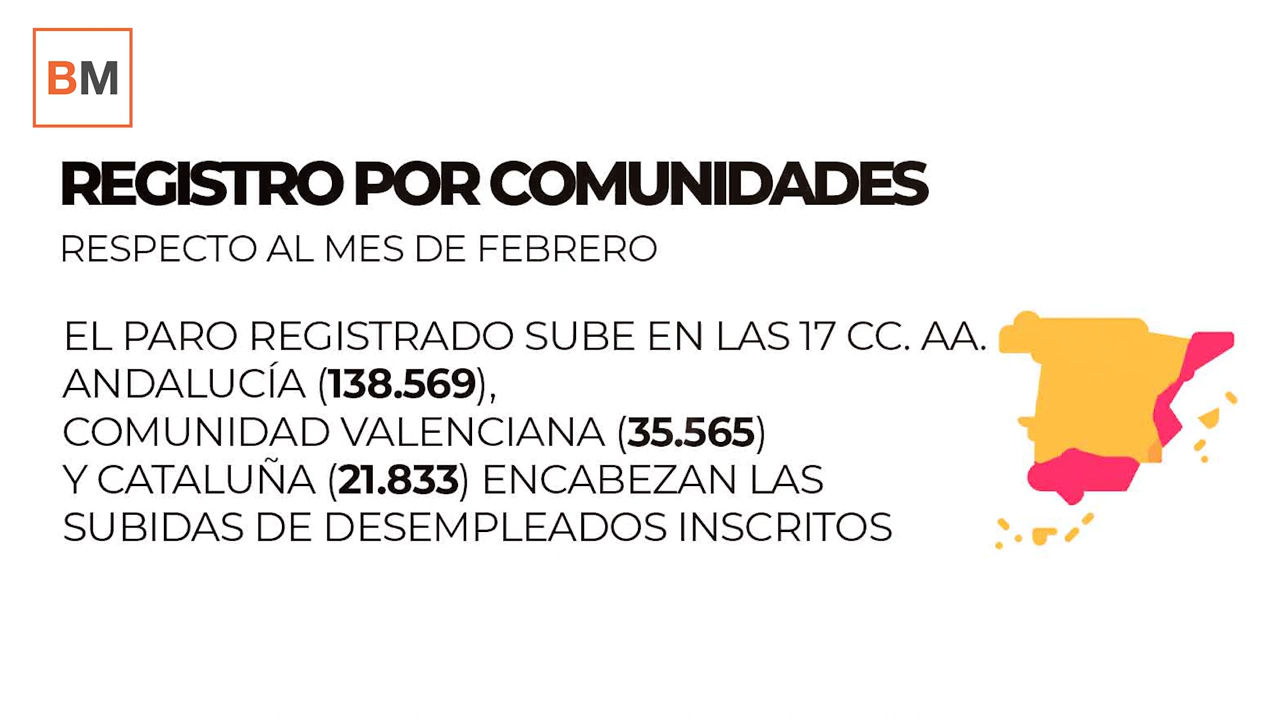 BM
REGISTRO POR COMUNIDADES
RESPECTO AL MES DE FEBRERO
EL PARO REGISTRADO SUBE EN LAS 17 CC. AA.
ANDALUCÍA (138.569),
COMUNIDAD VALENCIANA (35.565)
Y CATALUÑA (21.833) ENCABEZAN LAS
SUBIDAS DE DESEMPLEADOS INSCRITOS